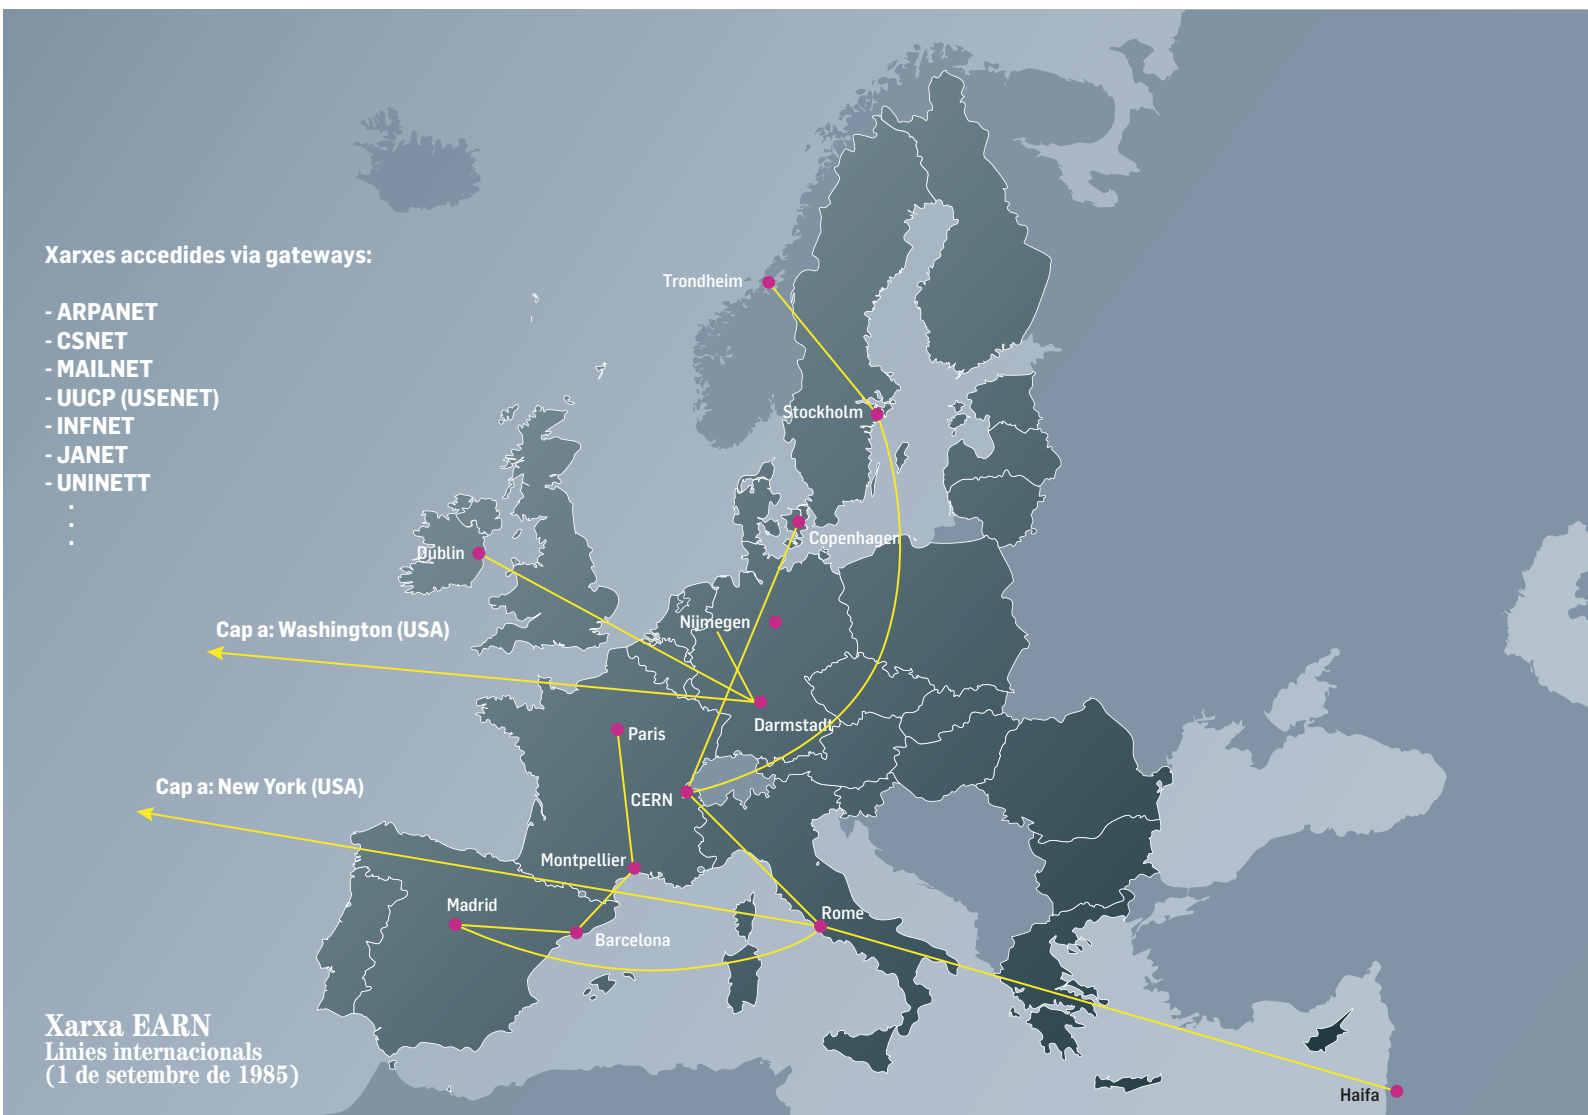 Xarxes accedides via gateways:
- ARPANET
- CSNET
- MAILNET
- UUCP (USENET)
- INFNET
- JANET
- UNINETT
.
.
.
Trondheim
Stockholm
Copenhagen
Dublin
Nijmegen
Cap a: Washington (USA)
Darmstadt
Paris
Cap a: New York (USA)
CERN
Montpellier
Madrid
Rome
Barcelona
Xarxa EARN
Linies internacionals
(1 de setembre de 1985)
Haifa